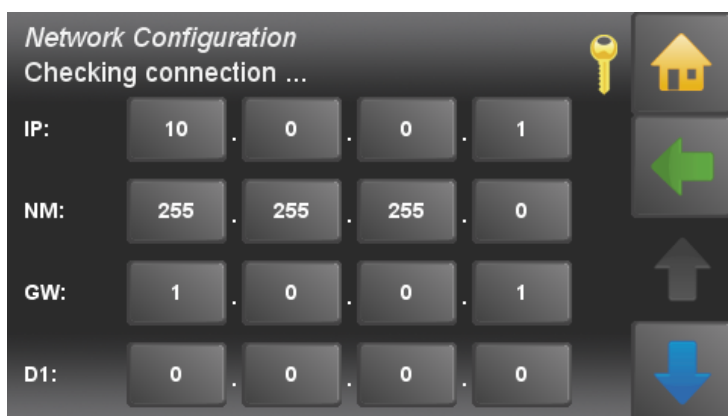 Network Configuration
Checking connection ...
IP: 10 . 0 . 0 . 1
NM: 255 . 255 . 255 . 0
GW: 1 . 0 . 0 . 1
D1: 0 . 0 . 0 . 0